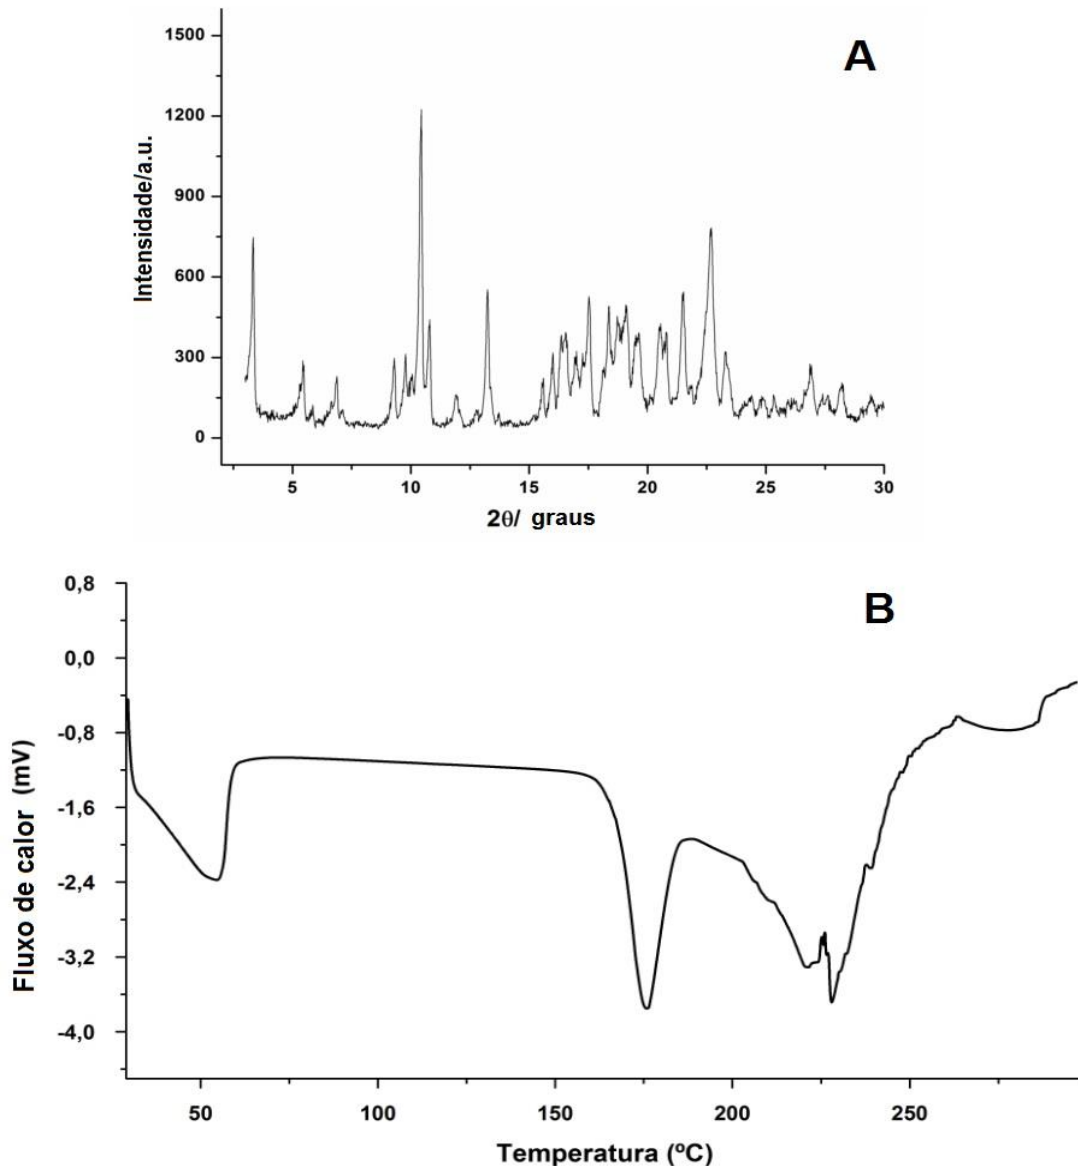 A
1500
1200
900
600
300
0
Intensidade/a.u.
5 10 15 20 25 30
2θ/ graus
B
0,8
0,0
-0,8
-1,6
-2,4
-3,2
-4,0
Fluxo de calor (mV)
50 100 150 200 250
Temperatura (ºC)